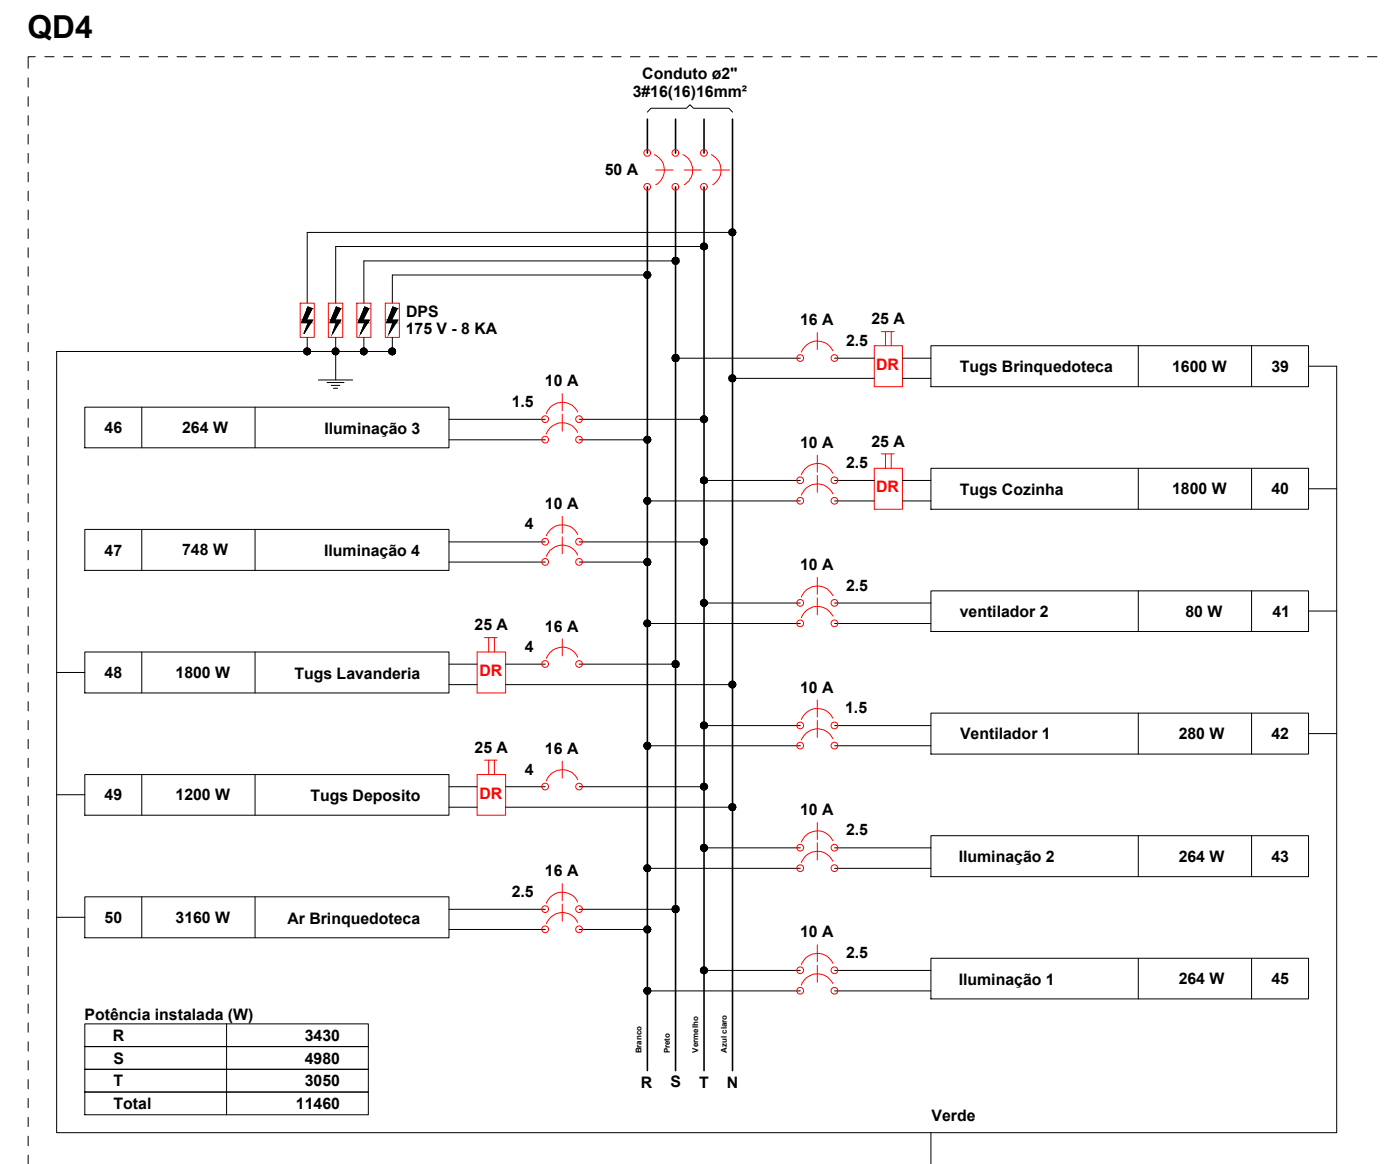 QD4
Conduto ø2"
3#16(16)16mm²
50 A
DPS
175 V - 8 KA
16 A
25 A
2.5
DR
Tugs Brinquedoteca 1600 W 39
10 A
1.5
46 264 W Iluminação 3
10 A
25 A
2.5
DR
Tugs Cozinha 1800 W 40
10 A
4
47 748 W Iluminação 4
10 A
2.5
ventilador 2 80 W 41
25 A
16 A
4
DR
48 1800 W Tugs Lavanderia
10 A
1.5
Ventilador 1 280 W 42
25 A
16 A
4
DR
49 1200 W Tugs Deposito
10 A
2.5
Iluminação 2 264 W 43
16 A
2.5
50 3160 W Ar Brinquedoteca
10 A
2.5
Iluminação 1 264 W 45
Potência instalada (W)
R 3430
S 4980
T 3050
Total 11460
Branco
Preto
Vermelho
Azul claro
R S T N
Verde